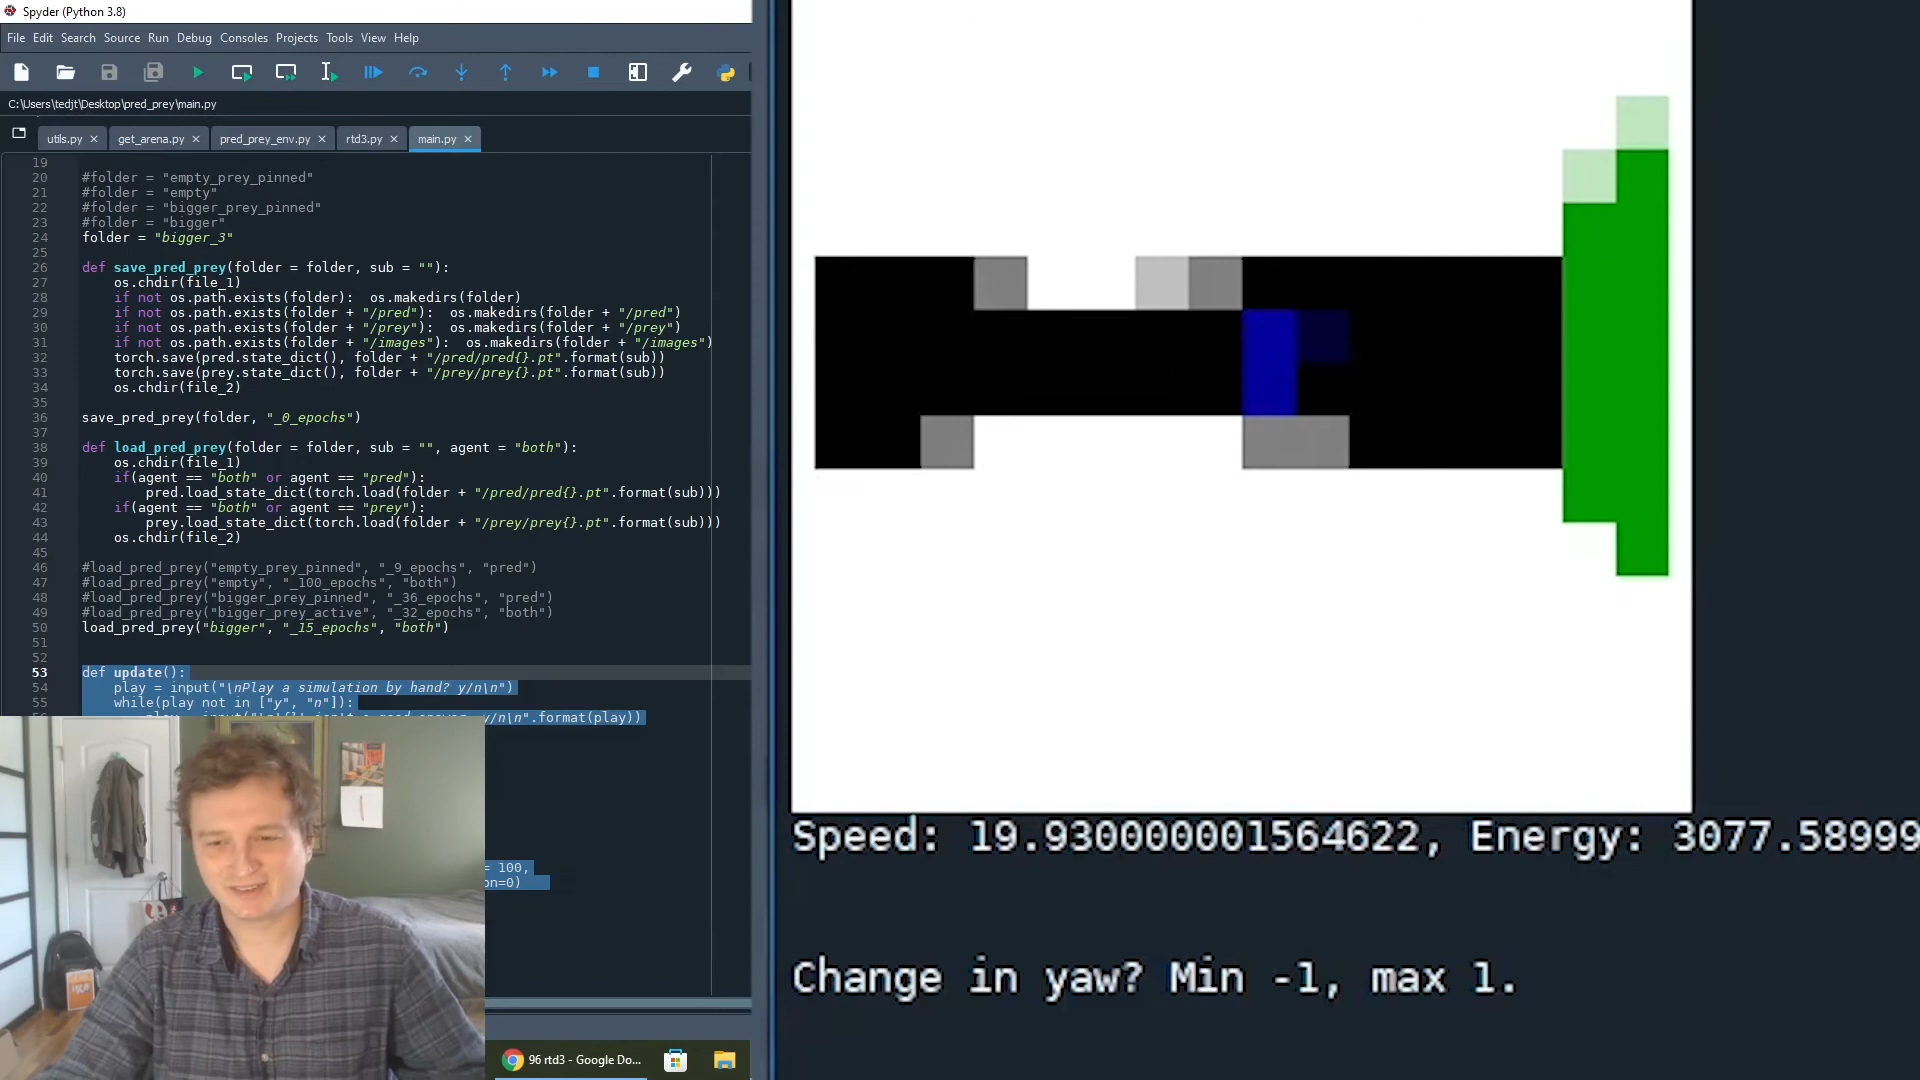 Spyder (Python 3.8)
File Edit Search Source Run Debug Consoles Projects Tools View Help
C:\Users\tedjt\Desktop\pred_prey\main.py
utils.py get_arena.py pred_prey_env.py rtd3.py main.py
19
20 #folder = "empty_prey_pinned"
21 #folder = "empty"
22 #folder = "bigger_prey_pinned"
23 #folder = "bigger"
24 folder = "bigger_3"
25
26 def save_pred_prey(folder = folder, sub = ""):
27 os.chdir(file_1)
28 if not os.path.exists(folder): os.makedirs(folder)
29 if not os.path.exists(folder + "/pred"): os.makedirs(folder + "/pred")
30 if not os.path.exists(folder + "/prey"): os.makedirs(folder + "/prey")
31 if not os.path.exists(folder + "/images"): os.makedirs(folder + "/images")
32 torch.save(pred.state_dict(), folder + "/pred/pred{}.pt".format(sub))
33 torch.save(prey.state_dict(), folder + "/prey/prey{}.pt".format(sub))
34 os.chdir(file_2)
35
36 save_pred_prey(folder, "_0_epochs")
37
38 def load_pred_prey(folder = folder, sub = "", agent = "both"):
39 os.chdir(file_1)
40 if(agent == "both" or agent == "pred"):
41 pred.load_state_dict(torch.load(folder + "/pred/pred{}.pt".format(sub)))
42 if(agent == "both" or agent == "prey"):
43 prey.load_state_dict(torch.load(folder + "/prey/prey{}.pt".format(sub)))
44 os.chdir(file_2)
45
46 #load_pred_prey("empty_prey_pinned", "_9_epochs", "pred")
47 #load_pred_prey("empty", "_100_epochs", "both")
48 #load_pred_prey("bigger_prey_pinned", "_36_epochs", "pred")
49 #load_pred_prey("bigger_prey_active", "_32_epochs", "both")
50 load_pred_prey("bigger", "_15_epochs", "both")
51
52
53 def update():
54 play = input("\nPlay a simulation by hand? y/n\n")
55 while(play not in ["y", "n"]):
y/n\n".format(play))
= 100,
on=0)
96 rtd3 - Google Do...
Speed: 19.930000001564622, Energy: 3077.58999
Change in yaw? Min -1, max 1.